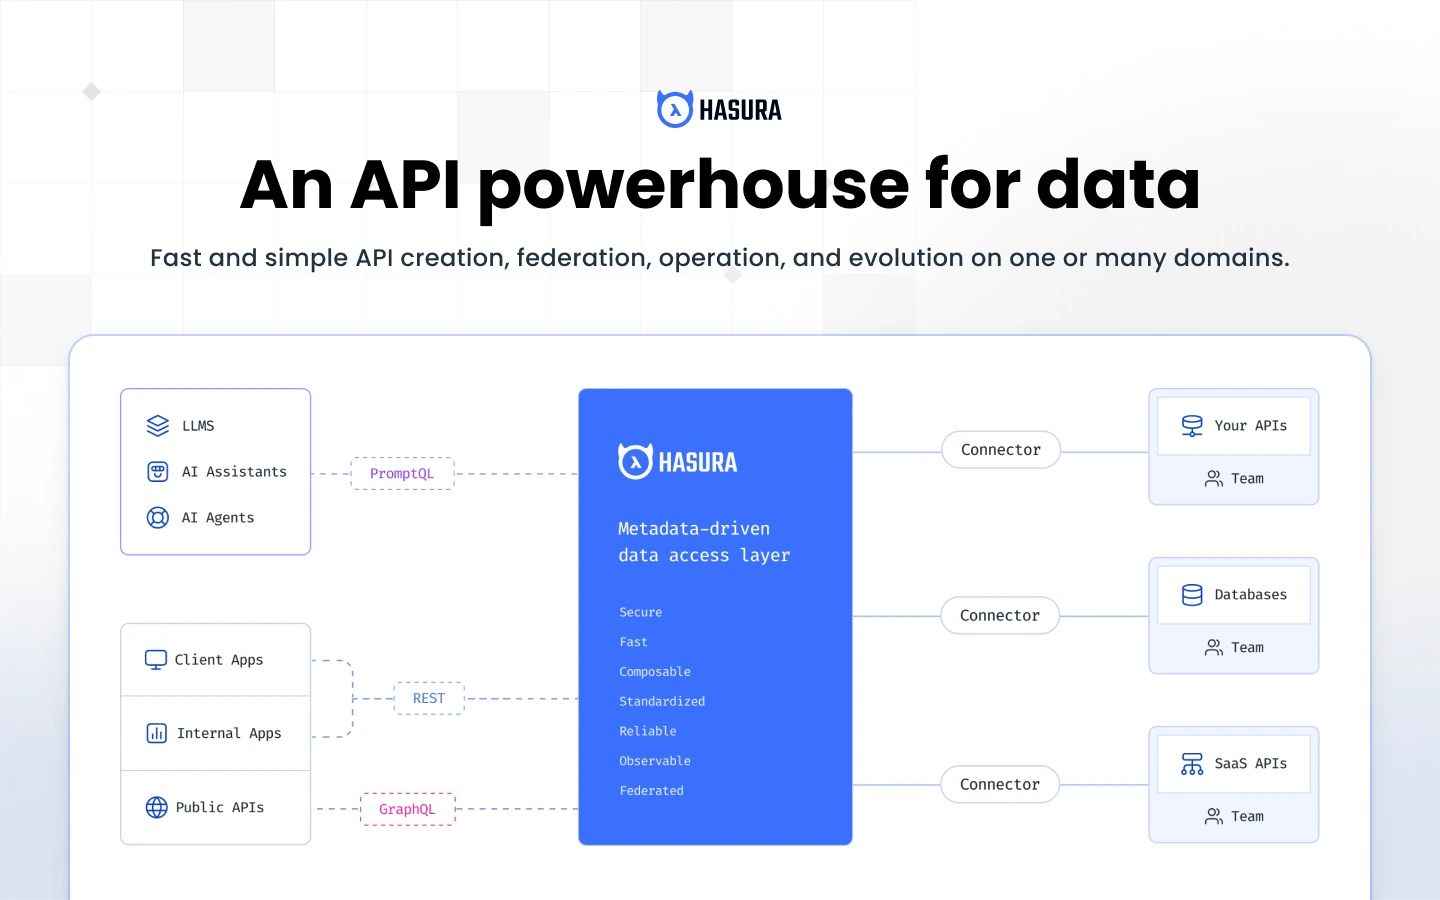 HASURA
An API powerhouse for data
Fast and simple API creation, federation, operation, and evolution on one or many domains.
LLMS
AI Assistants
AI Agents
PromptQL
Client Apps
Internal Apps
Public APIs
REST
GraphQL
HASURA
Metadata-driven
data access layer
Secure
Fast
Composable
Standardized
Reliable
Observable
Federated
Connector
Your APIs
Team
Connector
Databases
Team
Connector
SaaS APIs
Team